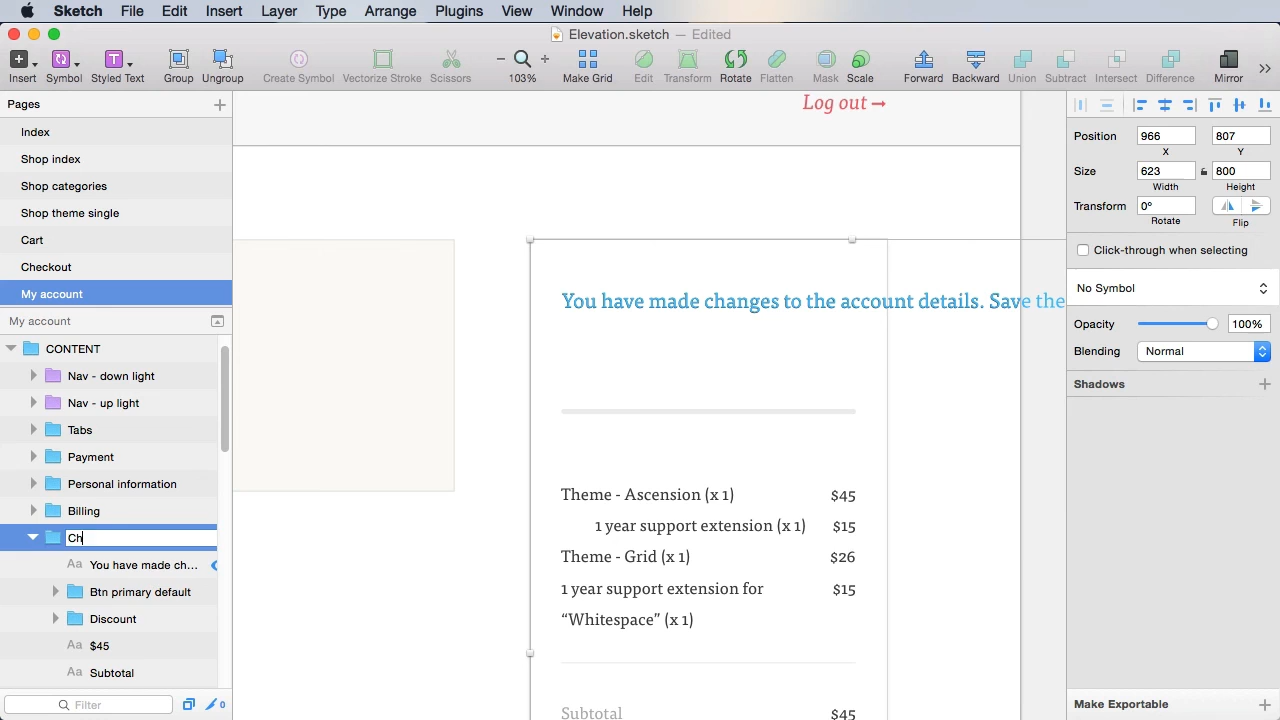 Sketch File Edit Insert Layer Type Arrange Plugins View Window Help
Elevation.sketch — Edited
Insert Symbol Styled Text Group Ungroup Create Symbol Vectorize Stroke Scissors 103% Make Grid Edit Transform Rotate Flatten Mask Scale Forward Backward Union Subtract Intersect Difference Mirror
Pages
Index
Shop index
Shop categories
Shop theme single
Cart
Checkout
My account
My account
CONTENT
Nav - down light
Nav - up light
Tabs
Payment
Personal information
Billing
Ch
You have made ch...
Btn primary default
Discount
$45
Subtotal
Filter
0
Log out →
You have made changes to the account details. Save the
Theme - Ascension (x 1) $45
1 year support extension (x 1) $15
Theme - Grid (x 1) $26
1 year support extension for $15
“Whitespace” (x 1)
Subtotal $45
Position 966 807
X Y
Size 623 800
Width Height
Transform 0°
Rotate Flip
Click-through when selecting
No Symbol
Opacity 100%
Blending Normal
Shadows
Make Exportable